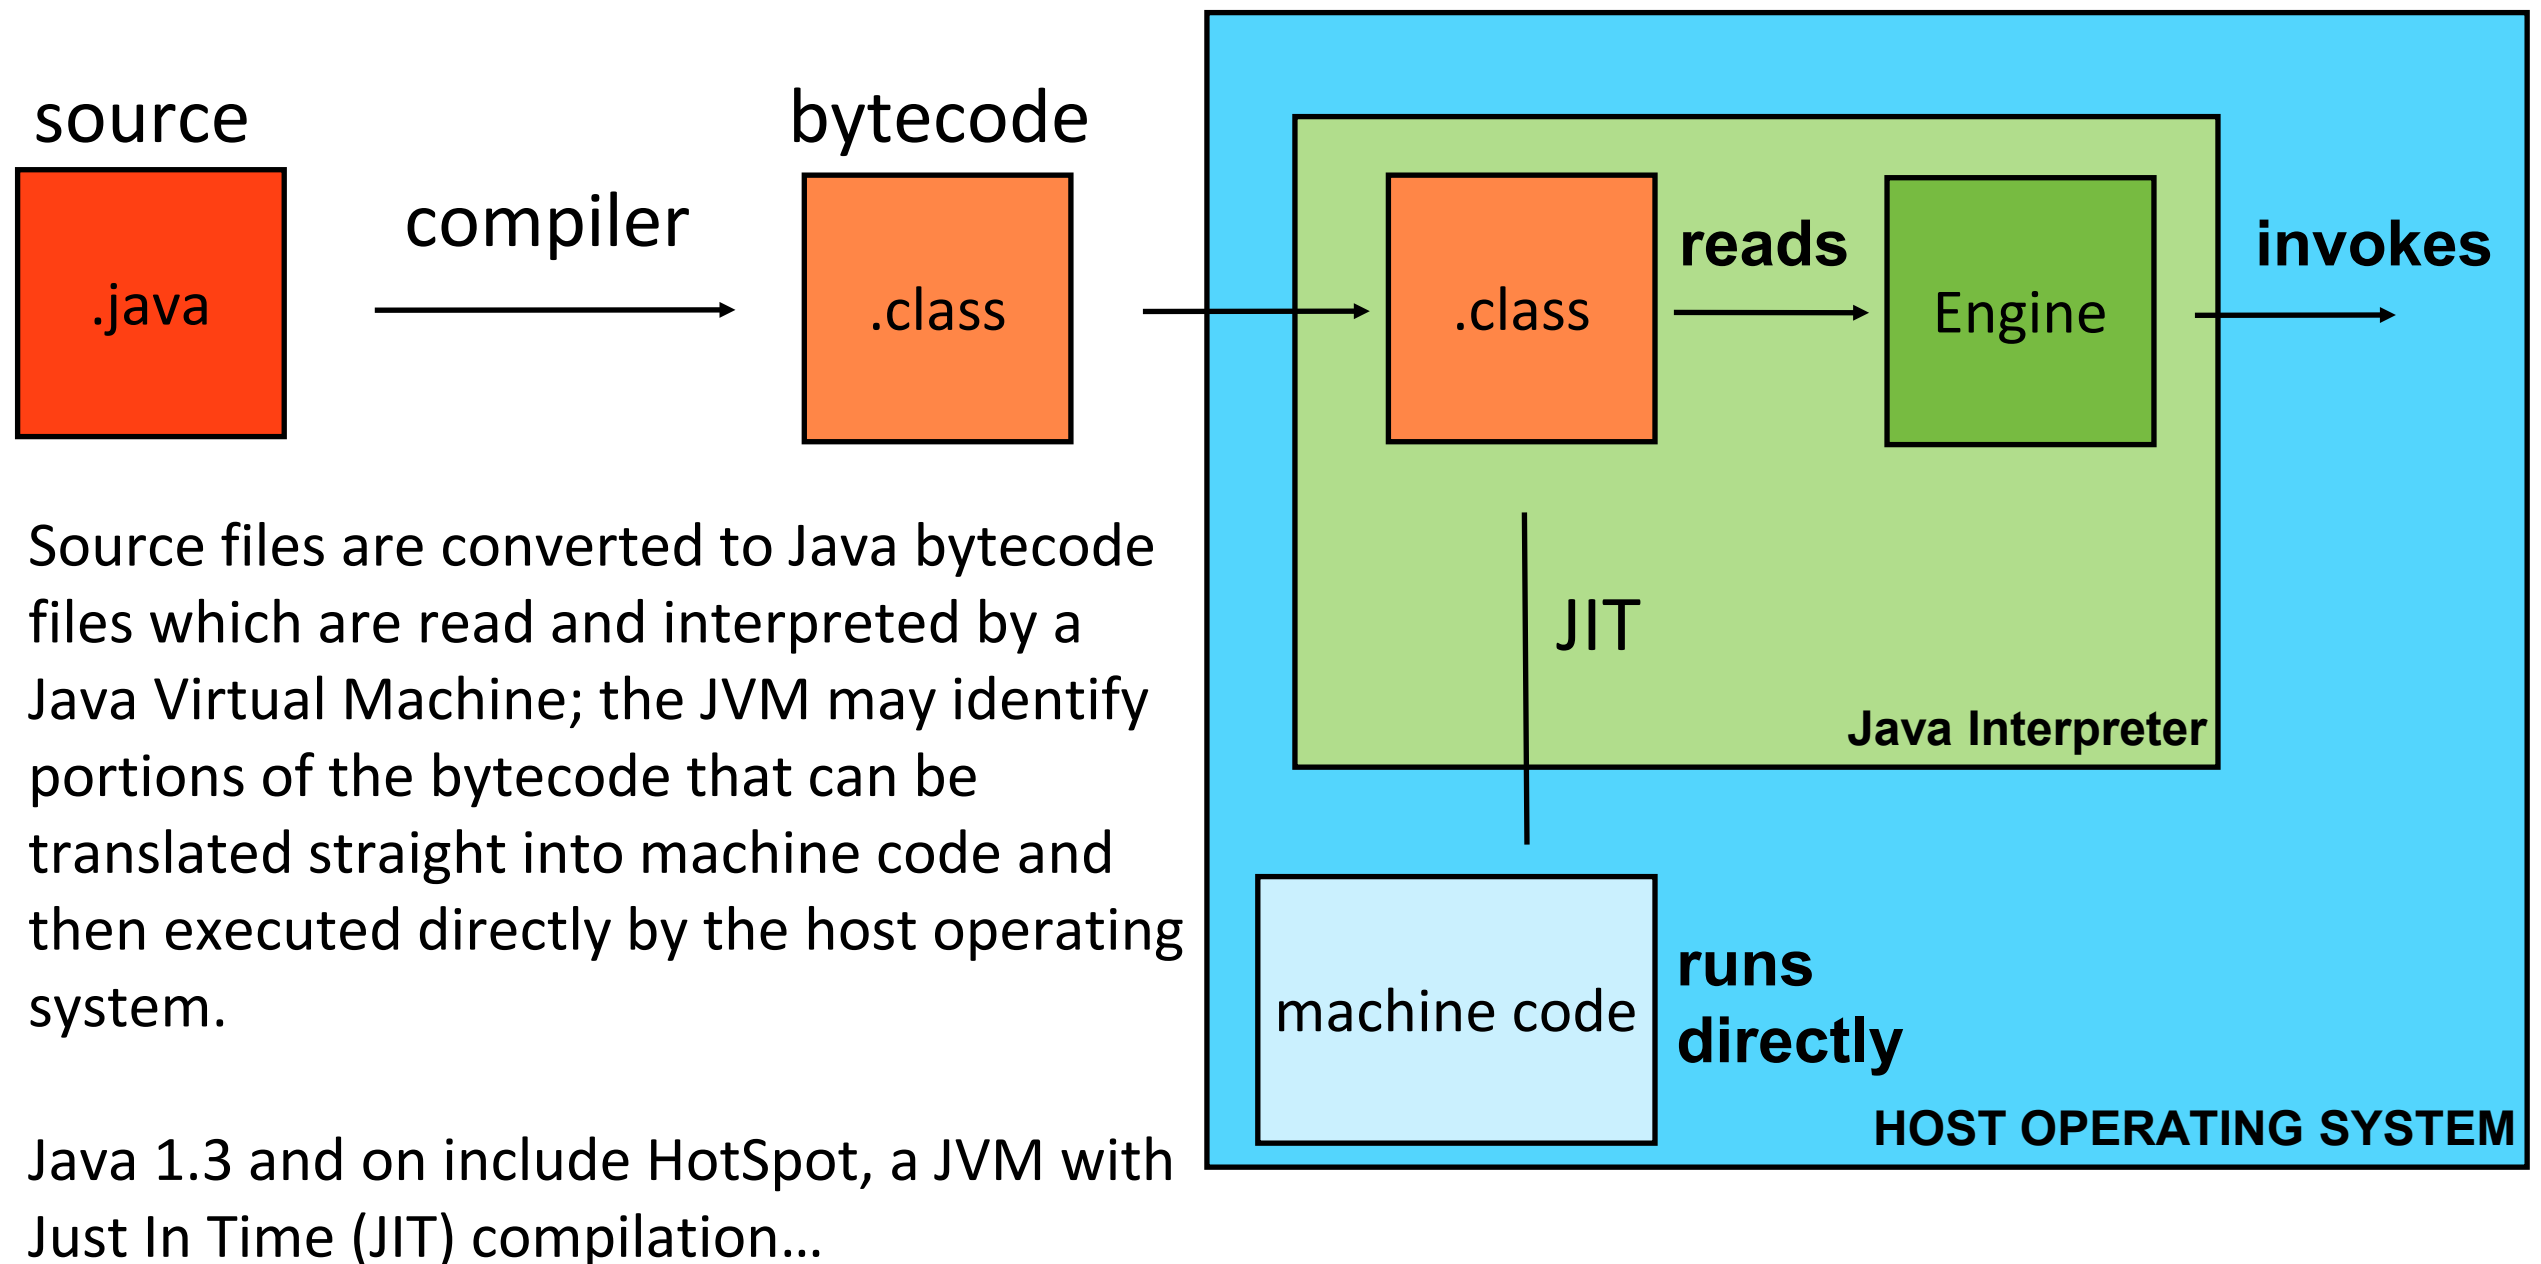 source
.java
compiler
bytecode
.class
.class
reads
Engine
invokes
JIT
Java Interpreter
machine code
runs
directly
HOST OPERATING SYSTEM
Source files are converted to Java bytecode
files which are read and interpreted by a
Java Virtual Machine; the JVM may identify
portions of the bytecode that can be
translated straight into machine code and
then executed directly by the host operating
system.
Java 1.3 and on include HotSpot, a JVM with
Just In Time (JIT) compilation...